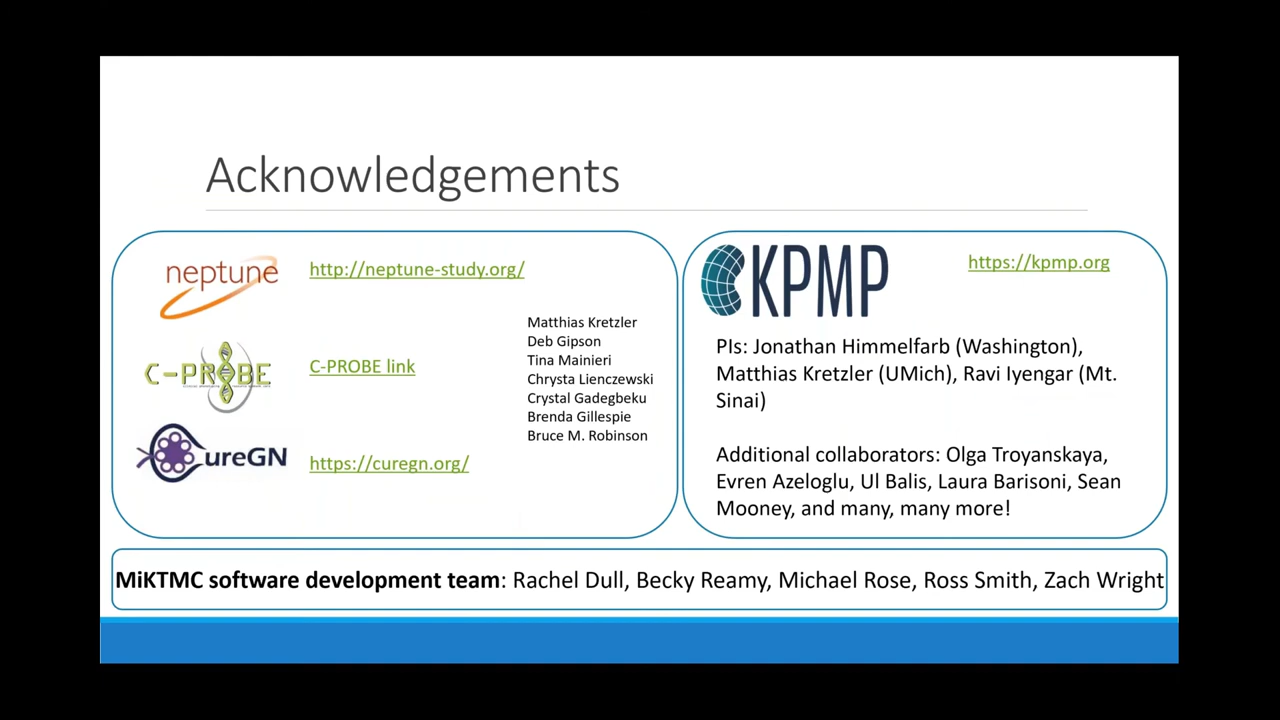 Acknowledgements
neptune
http://neptune-study.org/
C-PROBE
C-PROBE link
CureGN
https://curegn.org/
Matthias Kretzler
Deb Gipson
Tina Mainieri
Chrysta Lienczewski
Crystal Gadegbeku
Brenda Gillespie
Bruce M. Robinson
KPMP
https://kpmp.org
PIs: Jonathan Himmelfarb (Washington),
Matthias Kretzler (UMich), Ravi Iyengar (Mt.
Sinai)
Additional collaborators: Olga Troyanskaya,
Evren Azeloglu, Ul Balis, Laura Barisoni, Sean
Mooney, and many, many more!
MiKTMC software development team: Rachel Dull, Becky Reamy, Michael Rose, Ross Smith, Zach Wright